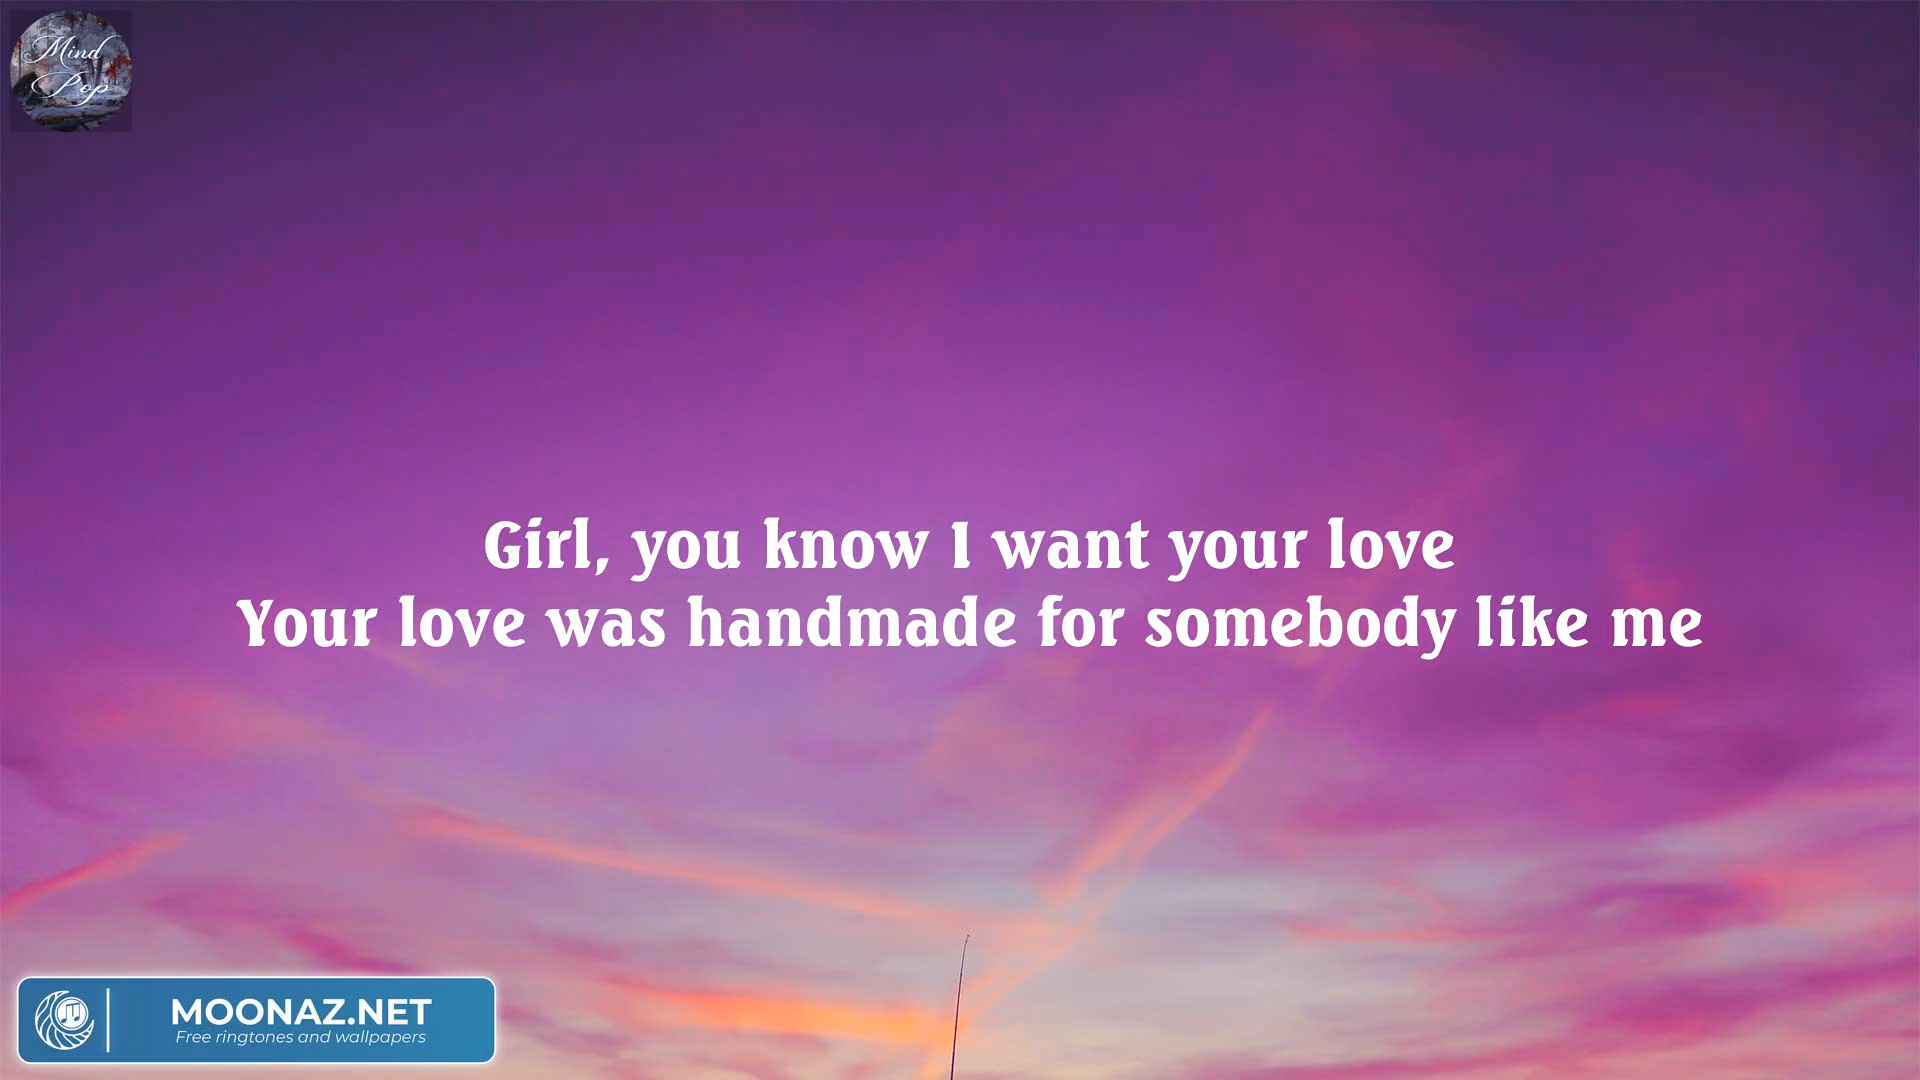 Mind
Pop
Girl, you know I want your love
Your love was handmade for somebody like me
MOONAZ.NET
Free ringtones and wallpapers